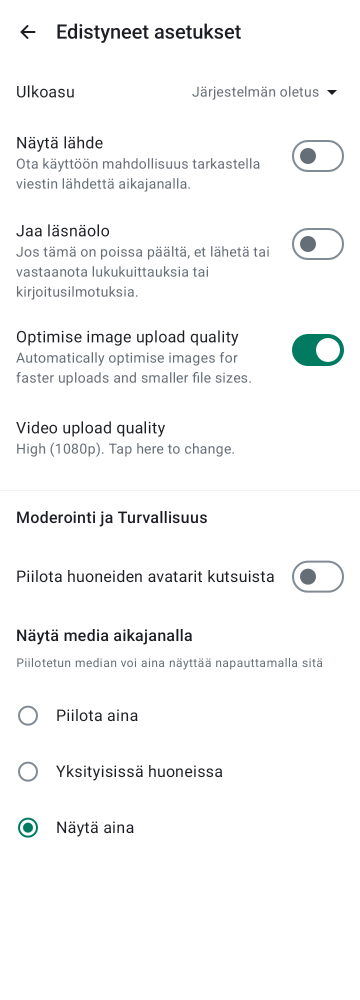 Edistyneet asetukset
Ulkoasu
Järjestelmän oletus
Näytä lähde
Ota käyttöön mahdollisuus tarkastella
viestin lähdettä aikajanalla.
Jaa läsnäolo
Jos tämä on poissa päältä, et lähetä tai
vastaanota lukukuittauksia tai
kirjoitusilmotuksia.
Optimise image upload quality
Automatically optimise images for
faster uploads and smaller file sizes.
Video upload quality
High (1080p). Tap here to change.
Moderointi ja Turvallisuus
Piilota huoneiden avatarit kutsuista
Näytä media aikajanalla
Piilotetun median voi aina näyttää napauttamalla sitä
Piilota aina
Yksityisissä huoneissa
Näytä aina